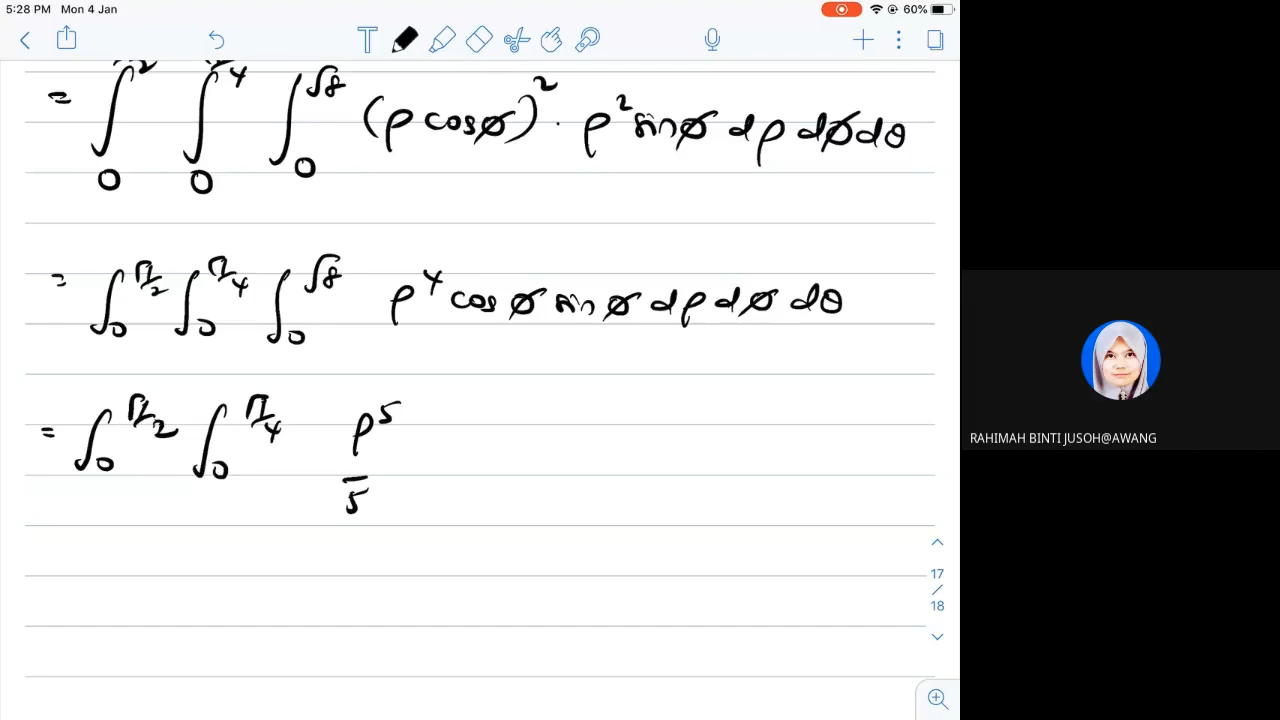 5:28 PM Mon 4 Jan 60%
= ∫₀^{π/2} ∫₀^{π/4} ∫₀^{√8} (ρ cosφ)² · ρ² sinφ dρ dφ dθ
= ∫₀^{π/2} ∫₀^{π/4} ∫₀^{√8} ρ⁴ cos φ sin φ dρ dφ dθ
= ∫₀^{π/2} ∫₀^{π/4} ρ⁵/5
RAHIMAH BINTI JUSOH@AWANG
17
/
18